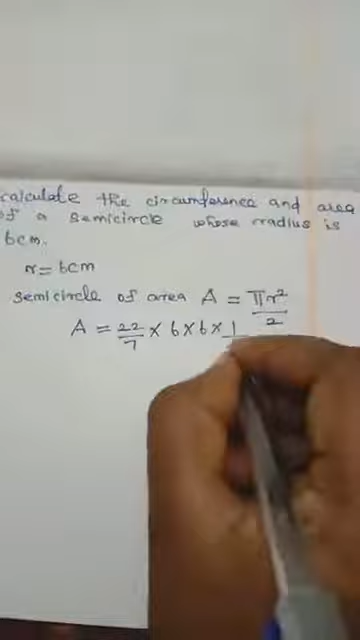 calculate the circumference and area
of a semicircle whose radius is
6cm.
r = 6cm
semicircle of area A = πr²/2
A = 22/7 × 6 × 6 × 1